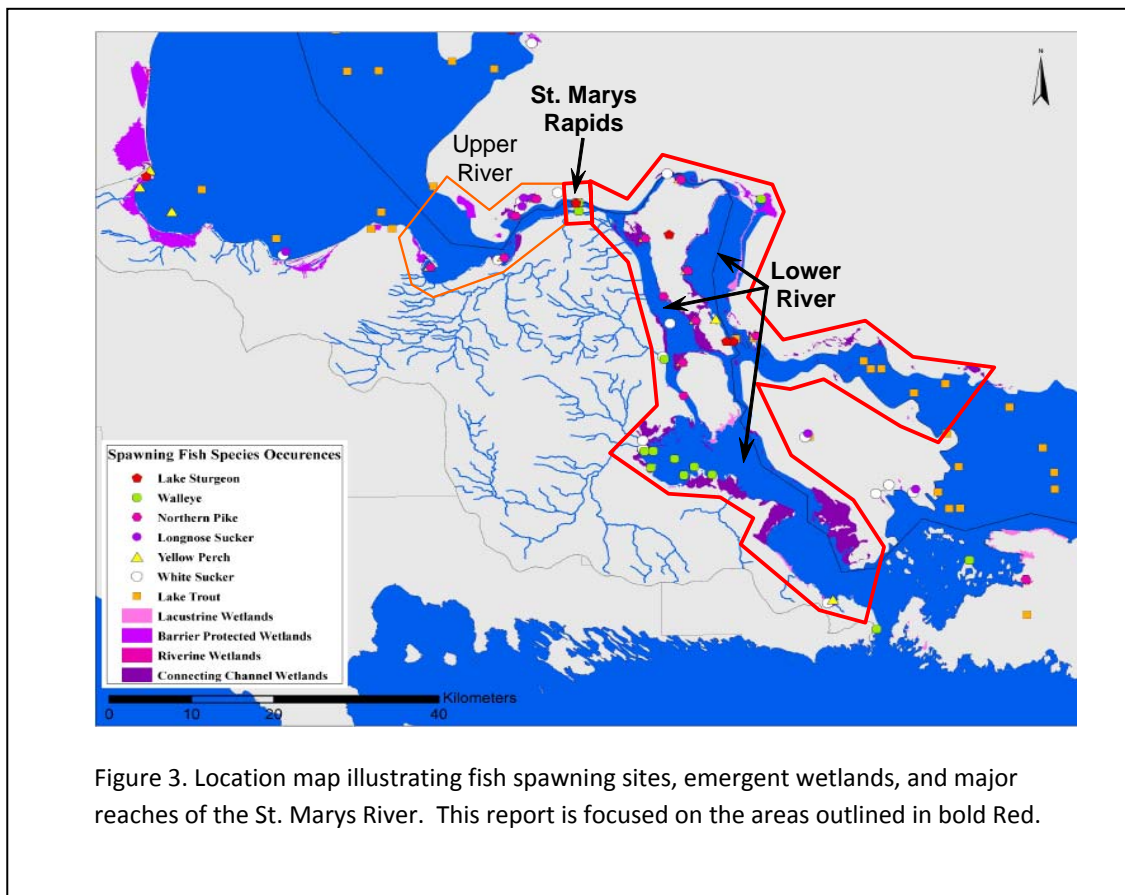 N
St. Marys
Rapids
Upper
River
Lower
River
Spawning Fish Species Occurences
Lake Sturgeon
Walleye
Northern Pike
Longnose Sucker
Yellow Perch
White Sucker
Lake Trout
Lacustrine Wetlands
Barrier Protected Wetlands
Riverine Wetlands
Connecting Channel Wetlands
Kilometers
0 10 20 40
Figure 3. Location map illustrating fish spawning sites, emergent wetlands, and major
reaches of the St. Marys River. This report is focused on the areas outlined in bold Red.